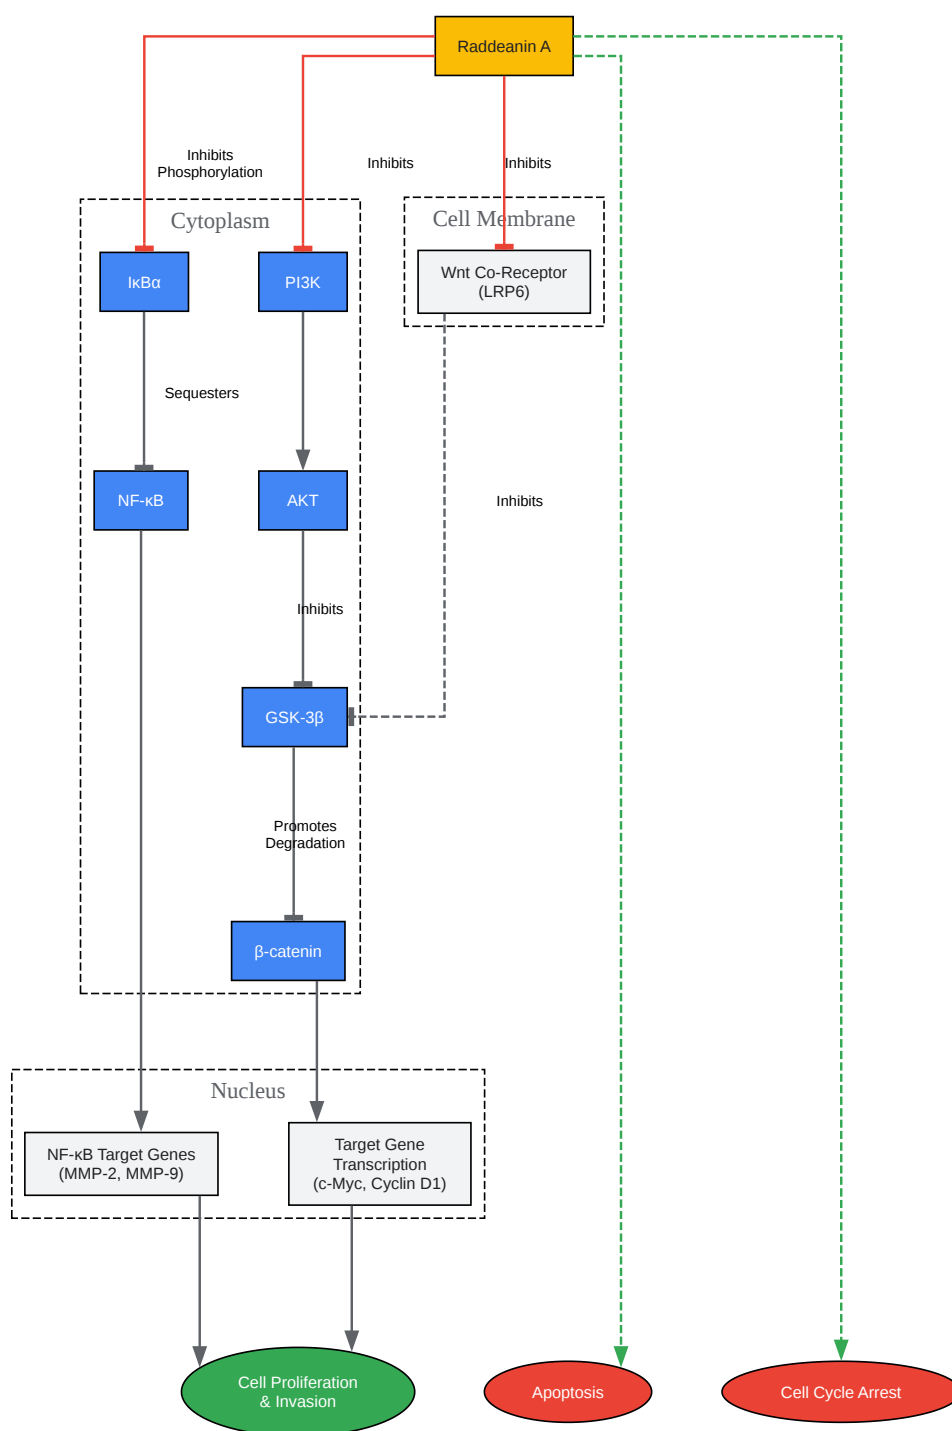 Raddeanin A
Inhibits
Phosphorylation
Inhibits
Inhibits
Cytoplasm
Cell Membrane
IκBα
PI3K
Wnt Co-Receptor
(LRP6)
Sequesters
NF-κB
AKT
Inhibits
Inhibits
GSK-3β
Promotes
Degradation
β-catenin
Nucleus
NF-κB Target Genes
(MMP-2, MMP-9)
Target Gene
Transcription
(c-Myc, Cyclin D1)
Cell Proliferation
& Invasion
Apoptosis
Cell Cycle Arrest